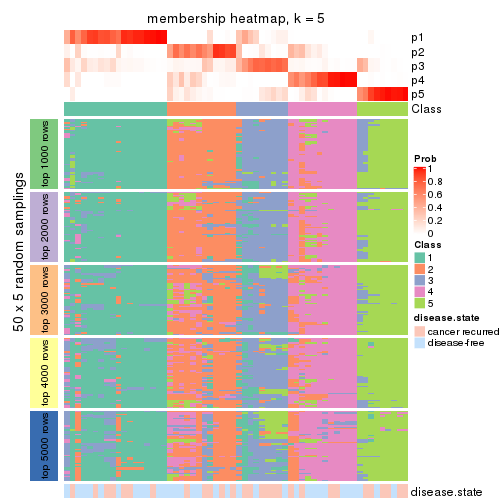 membership heatmap, k = 5
p1
p2
p3
p4
p5
Class
50 x 5 random samplings
top 1000 rows
top 2000 rows
top 3000 rows
top 4000 rows
top 5000 rows
disease.state
Prob
1
0.8
0.6
0.4
0.2
0
Class
1
2
3
4
5
disease.state
cancer recurred
disease-free